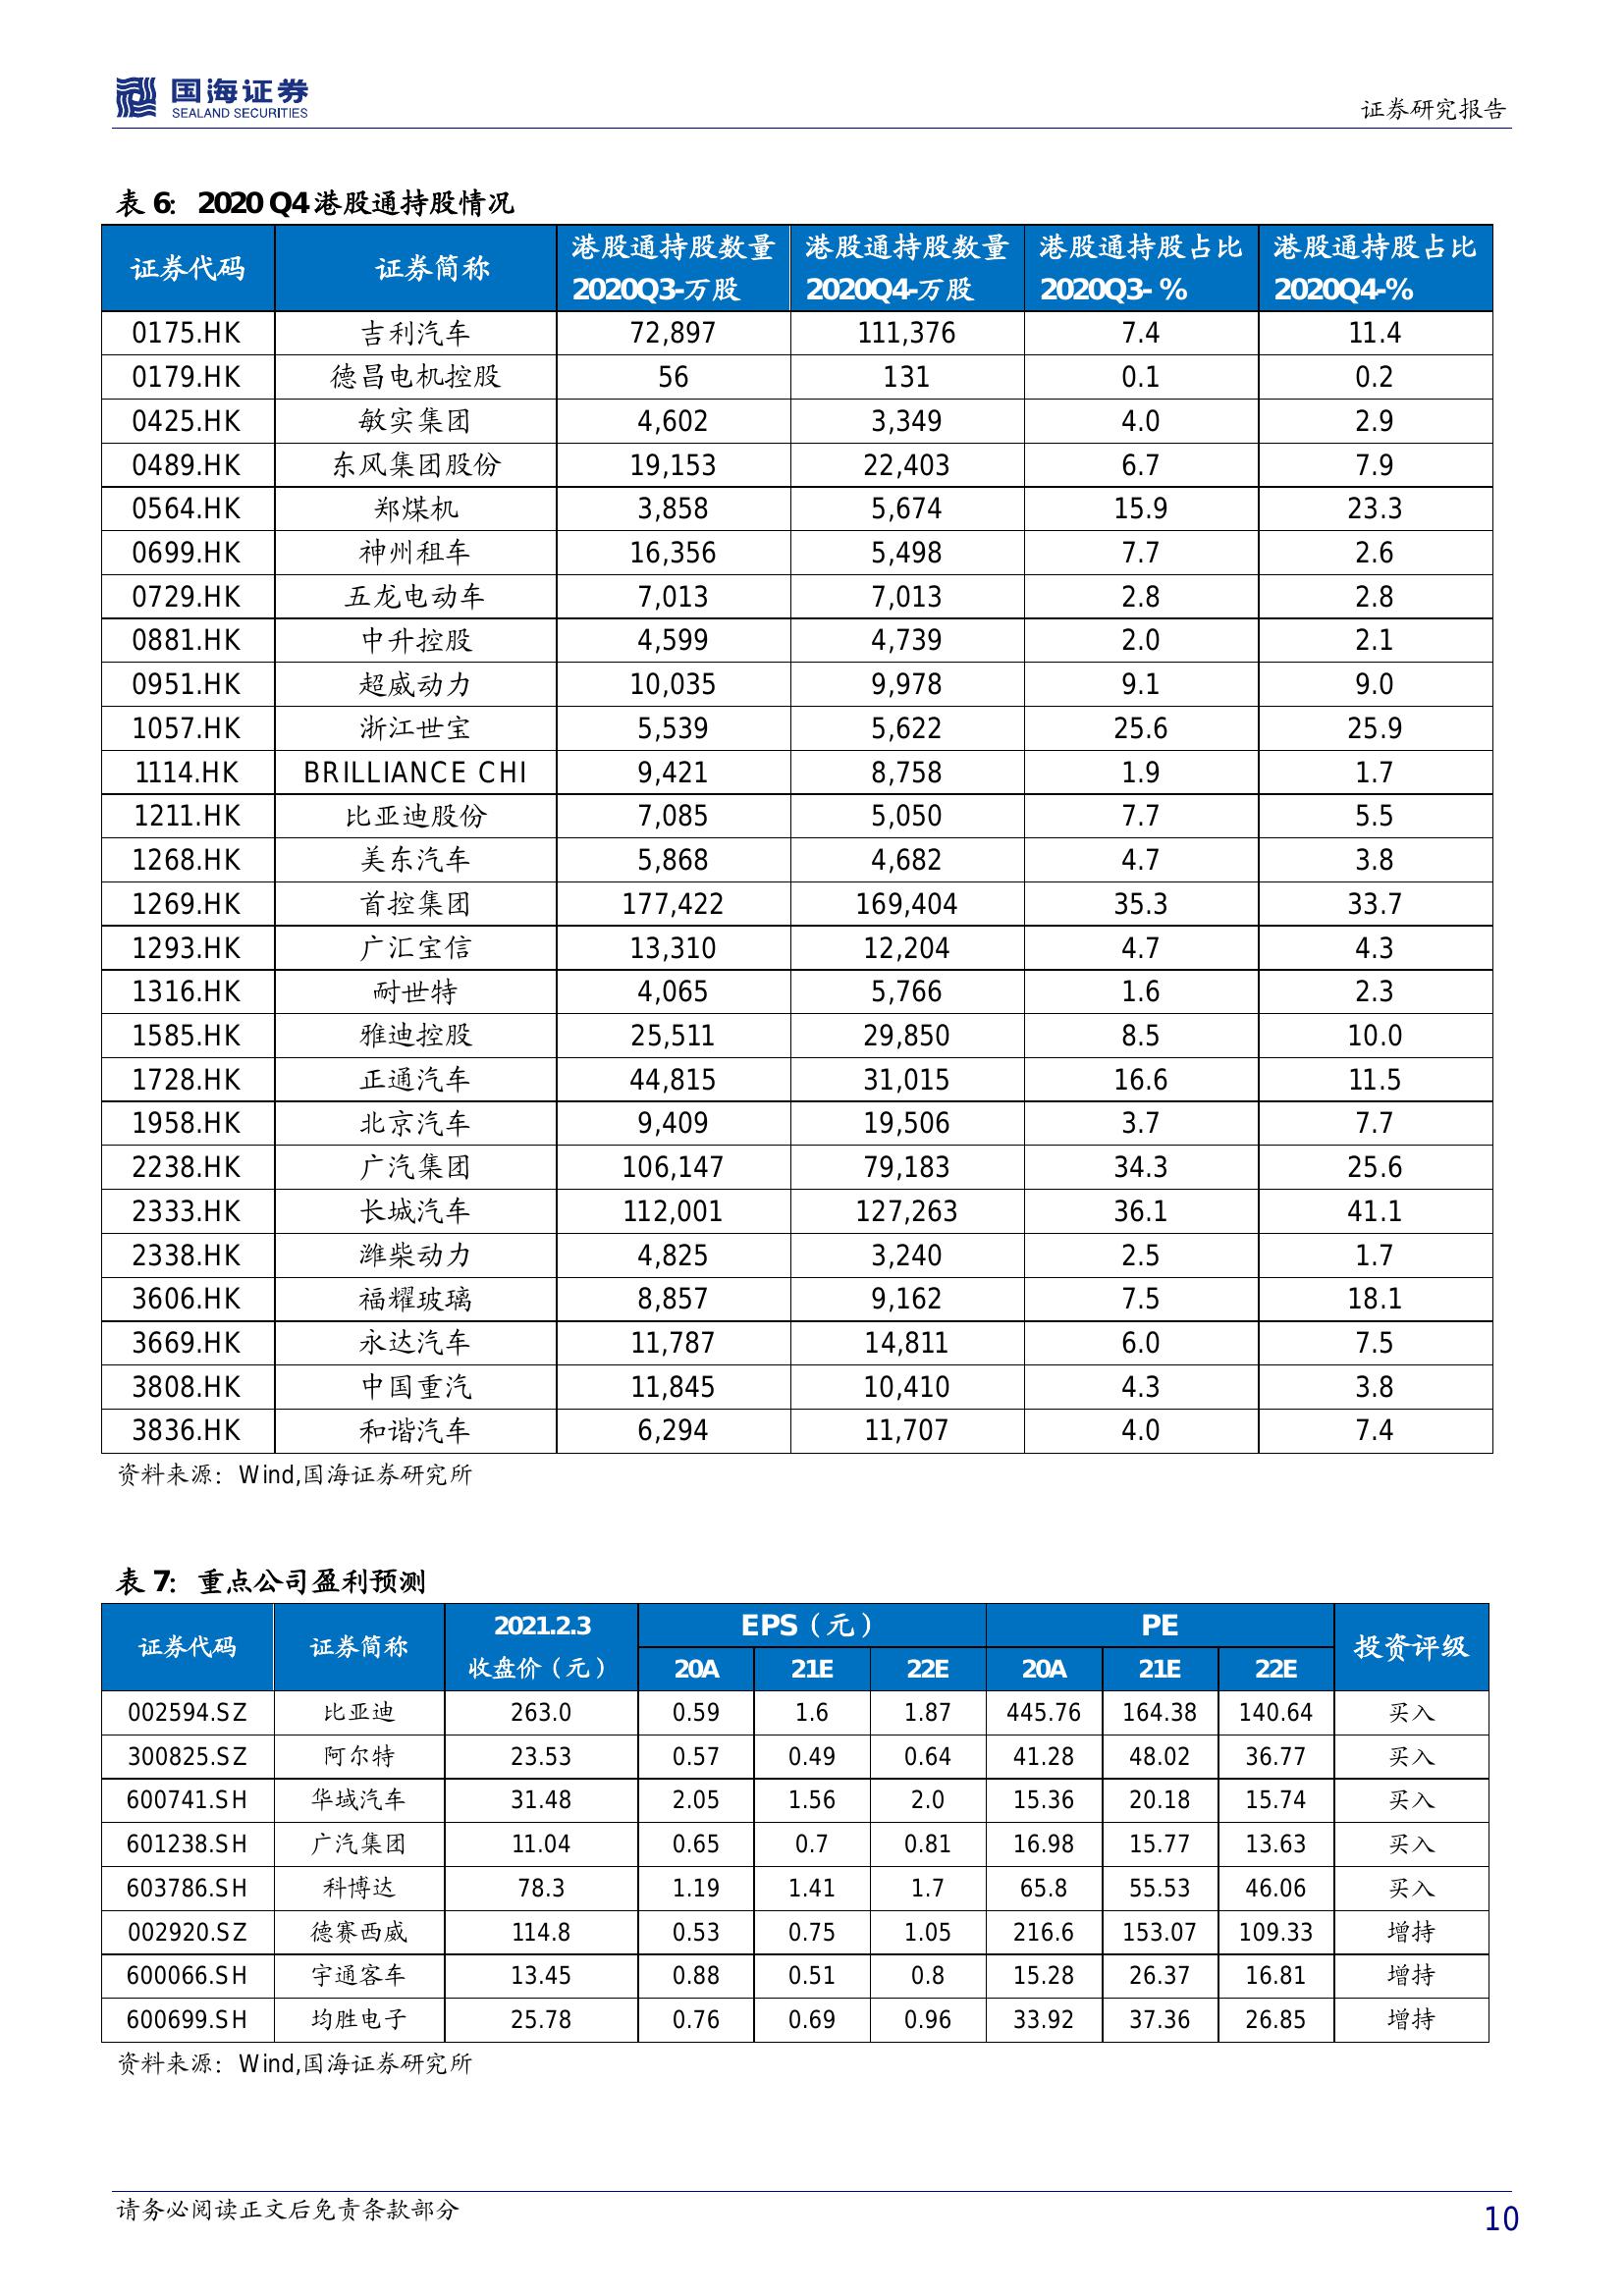 国海证券
SEALAND SECURITIES
证券研究报告
表 6：2020 Q4 港股通持股情况
证券代码 证券简称 港股通持股数量 2020Q3-万股 港股通持股数量 2020Q4-万股 港股通持股占比 2020Q3- % 港股通持股占比 2020Q4-%
0175.HK 吉利汽车 72,897 111,376 7.4 11.4
0179.HK 德昌电机控股 56 131 0.1 0.2
0425.HK 敏实集团 4,602 3,349 4.0 2.9
0489.HK 东风集团股份 19,153 22,403 6.7 7.9
0564.HK 郑煤机 3,858 5,674 15.9 23.3
0699.HK 神州租车 16,356 5,498 7.7 2.6
0729.HK 五龙电动车 7,013 7,013 2.8 2.8
0881.HK 中升控股 4,599 4,739 2.0 2.1
0951.HK 超威动力 10,035 9,978 9.1 9.0
1057.HK 浙江世宝 5,539 5,622 25.6 25.9
1114.HK BRILLIANCE CHI 9,421 8,758 1.9 1.7
1211.HK 比亚迪股份 7,085 5,050 7.7 5.5
1268.HK 美东汽车 5,868 4,682 4.7 3.8
1269.HK 首控集团 177,422 169,404 35.3 33.7
1293.HK 广汇宝信 13,310 12,204 4.7 4.3
1316.HK 耐世特 4,065 5,766 1.6 2.3
1585.HK 雅迪控股 25,511 29,850 8.5 10.0
1728.HK 正通汽车 44,815 31,015 16.6 11.5
1958.HK 北京汽车 9,409 19,506 3.7 7.7
2238.HK 广汽集团 106,147 79,183 34.3 25.6
2333.HK 长城汽车 112,001 127,263 36.1 41.1
2338.HK 潍柴动力 4,825 3,240 2.5 1.7
3606.HK 福耀玻璃 8,857 9,162 7.5 18.1
3669.HK 永达汽车 11,787 14,811 6.0 7.5
3808.HK 中国重汽 11,845 10,410 4.3 3.8
3836.HK 和谐汽车 6,294 11,707 4.0 7.4
资料来源：Wind,国海证券研究所
表 7：重点公司盈利预测
证券代码 证券简称 2021.2.3 收盘价（元） EPS（元） PE 投资评级
20A 21E 22E 20A 21E 22E
002594.SZ 比亚迪 263.0 0.59 1.6 1.87 445.76 164.38 140.64 买入
300825.SZ 阿尔特 23.53 0.57 0.49 0.64 41.28 48.02 36.77 买入
600741.SH 华域汽车 31.48 2.05 1.56 2.0 15.36 20.18 15.74 买入
601238.SH 广汽集团 11.04 0.65 0.7 0.81 16.98 15.77 13.63 买入
603786.SH 科博达 78.3 1.19 1.41 1.7 65.8 55.53 46.06 买入
002920.SZ 德赛西威 114.8 0.53 0.75 1.05 216.6 153.07 109.33 增持
600066.SH 宇通客车 13.45 0.88 0.51 0.8 15.28 26.37 16.81 增持
600699.SH 均胜电子 25.78 0.76 0.69 0.96 33.92 37.36 26.85 增持
资料来源：Wind,国海证券研究所
请务必阅读正文后免责条款部分
10